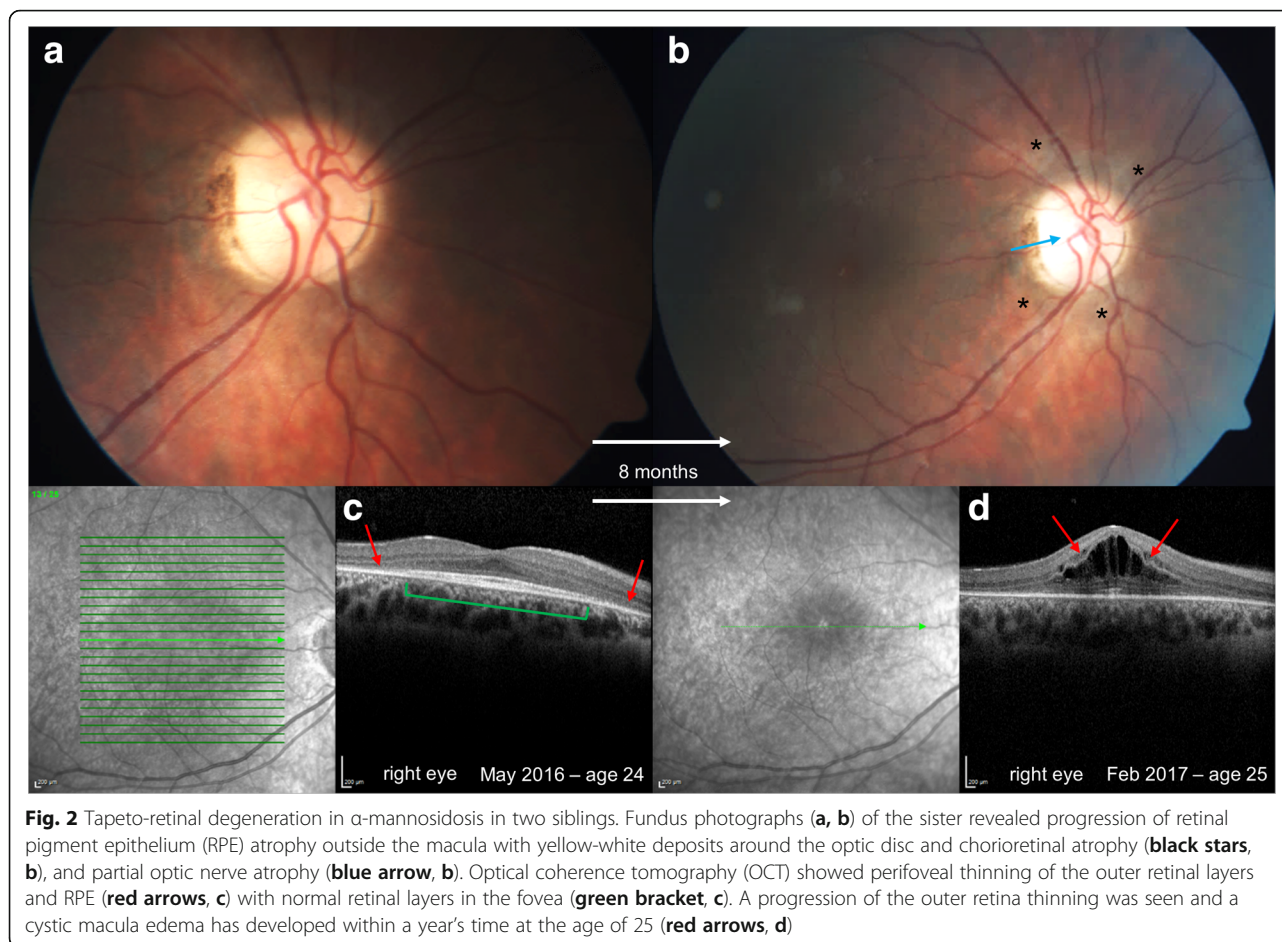 a
b
*
*
*
*
8 months
13 / 25
c
d
200 µm
200 µm
right eye May 2016 – age 24
200 µm
200 µm
right eye Feb 2017 – age 25
Fig. 2 Tapeto-retinal degeneration in α-mannosidosis in two siblings. Fundus photographs (a, b) of the sister revealed progression of retinal
pigment epithelium (RPE) atrophy outside the macula with yellow-white deposits around the optic disc and chorioretinal atrophy (black stars,
b), and partial optic nerve atrophy (blue arrow, b). Optical coherence tomography (OCT) showed perifoveal thinning of the outer retinal layers
and RPE (red arrows, c) with normal retinal layers in the fovea (green bracket, c). A progression of the outer retina thinning was seen and a
cystic macula edema has developed within a year's time at the age of 25 (red arrows, d)